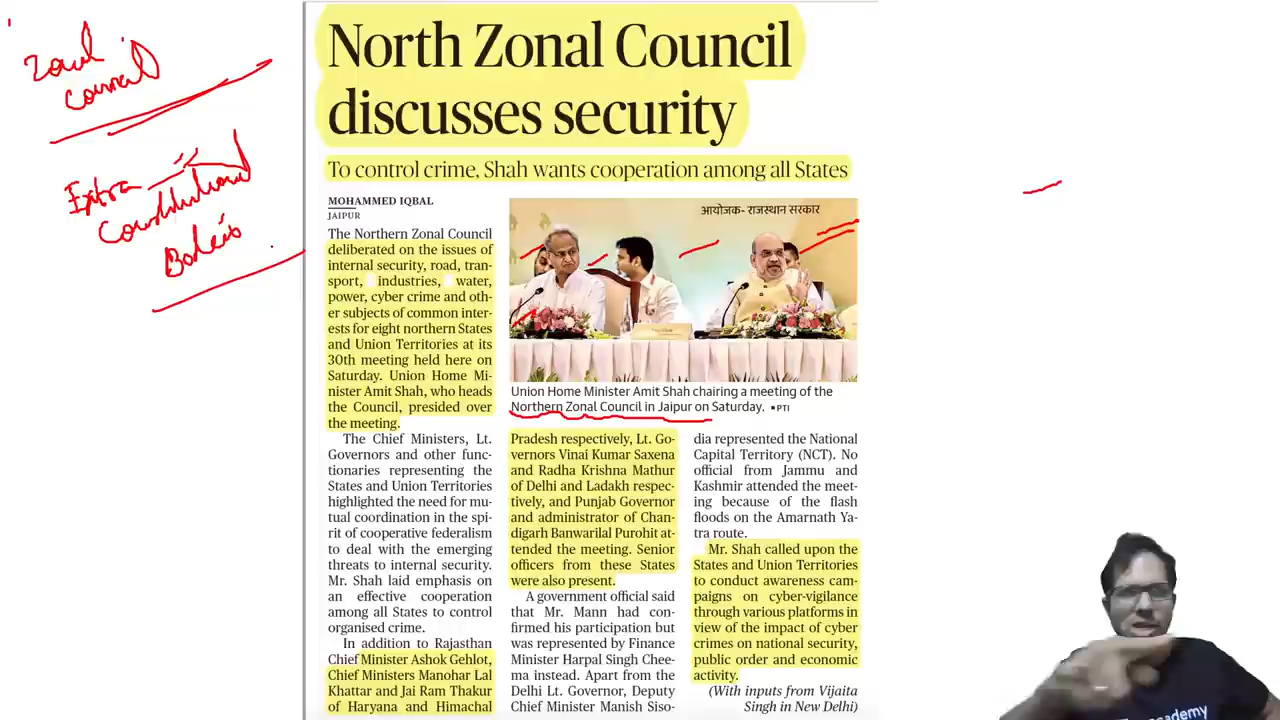 Zonal
Council
Extra
Constitutional
Bodeis
North Zonal Council
discusses security
To control crime, Shah wants cooperation among all States
MOHAMMED IQBAL
JAIPUR
The Northern Zonal Council
deliberated on the issues of
internal security, road, tran-
sport, industries, water,
power, cyber crime and oth-
er subjects of common inter-
ests for eight northern States
and Union Territories at its
30th meeting held here on
Saturday. Union Home Mi-
nister Amit Shah, who heads
the Council, presided over
the meeting.
The Chief Ministers, Lt.
Governors and other func-
tionaries representing the
States and Union Territories
highlighted the need for mu-
tual coordination in the spi-
rit of cooperative federalism
to deal with the emerging
threats to internal security.
Mr. Shah laid emphasis on
an effective cooperation
among all States to control
organised crime.
In addition to Rajasthan
Chief Minister Ashok Gehlot,
Chief Ministers Manohar Lal
Khattar and Jai Ram Thakur
of Haryana and Himachal
आयोजक- राजस्थान सरकार
Union Home Minister Amit Shah chairing a meeting of the
Northern Zonal Council in Jaipur on Saturday. ▪PTI
Pradesh respectively, Lt. Go-
vernors Vinai Kumar Saxena
and Radha Krishna Mathur
of Delhi and Ladakh respec-
tively, and Punjab Governor
and administrator of Chan-
digarh Banwarilal Purohit at-
tended the meeting. Senior
officers from these States
were also present.
A government official said
that Mr. Mann had con-
firmed his participation but
was represented by Finance
Minister Harpal Singh Chee-
ma instead. Apart from the
Delhi Lt. Governor, Deputy
Chief Minister Manish Siso-
dia represented the National
Capital Territory (NCT). No
official from Jammu and
Kashmir attended the meet-
ing because of the flash
floods on the Amarnath Ya-
tra route.
Mr. Shah called upon the
States and Union Territories
to conduct awareness cam-
paigns on cyber-vigilance
through various platforms in
view of the impact of cyber
crimes on national security,
public order and economic
activity.
(With inputs from Vijaita
Singh in New Delhi)